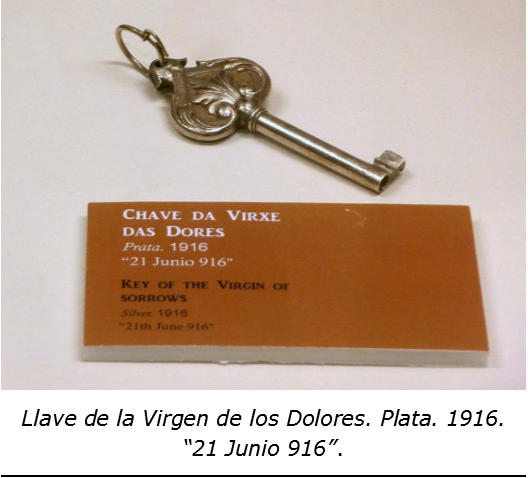 CHAVE DA VIRXE
DAS DORES
Prata. 1916
“21 Junio 916"
KEY OF THE VIRGIN OF
SORROWS
Silver. 1916
"21th June 916"
Llave de la Virgen de los Dolores. Plata. 1916.
“21 Junio 916”.